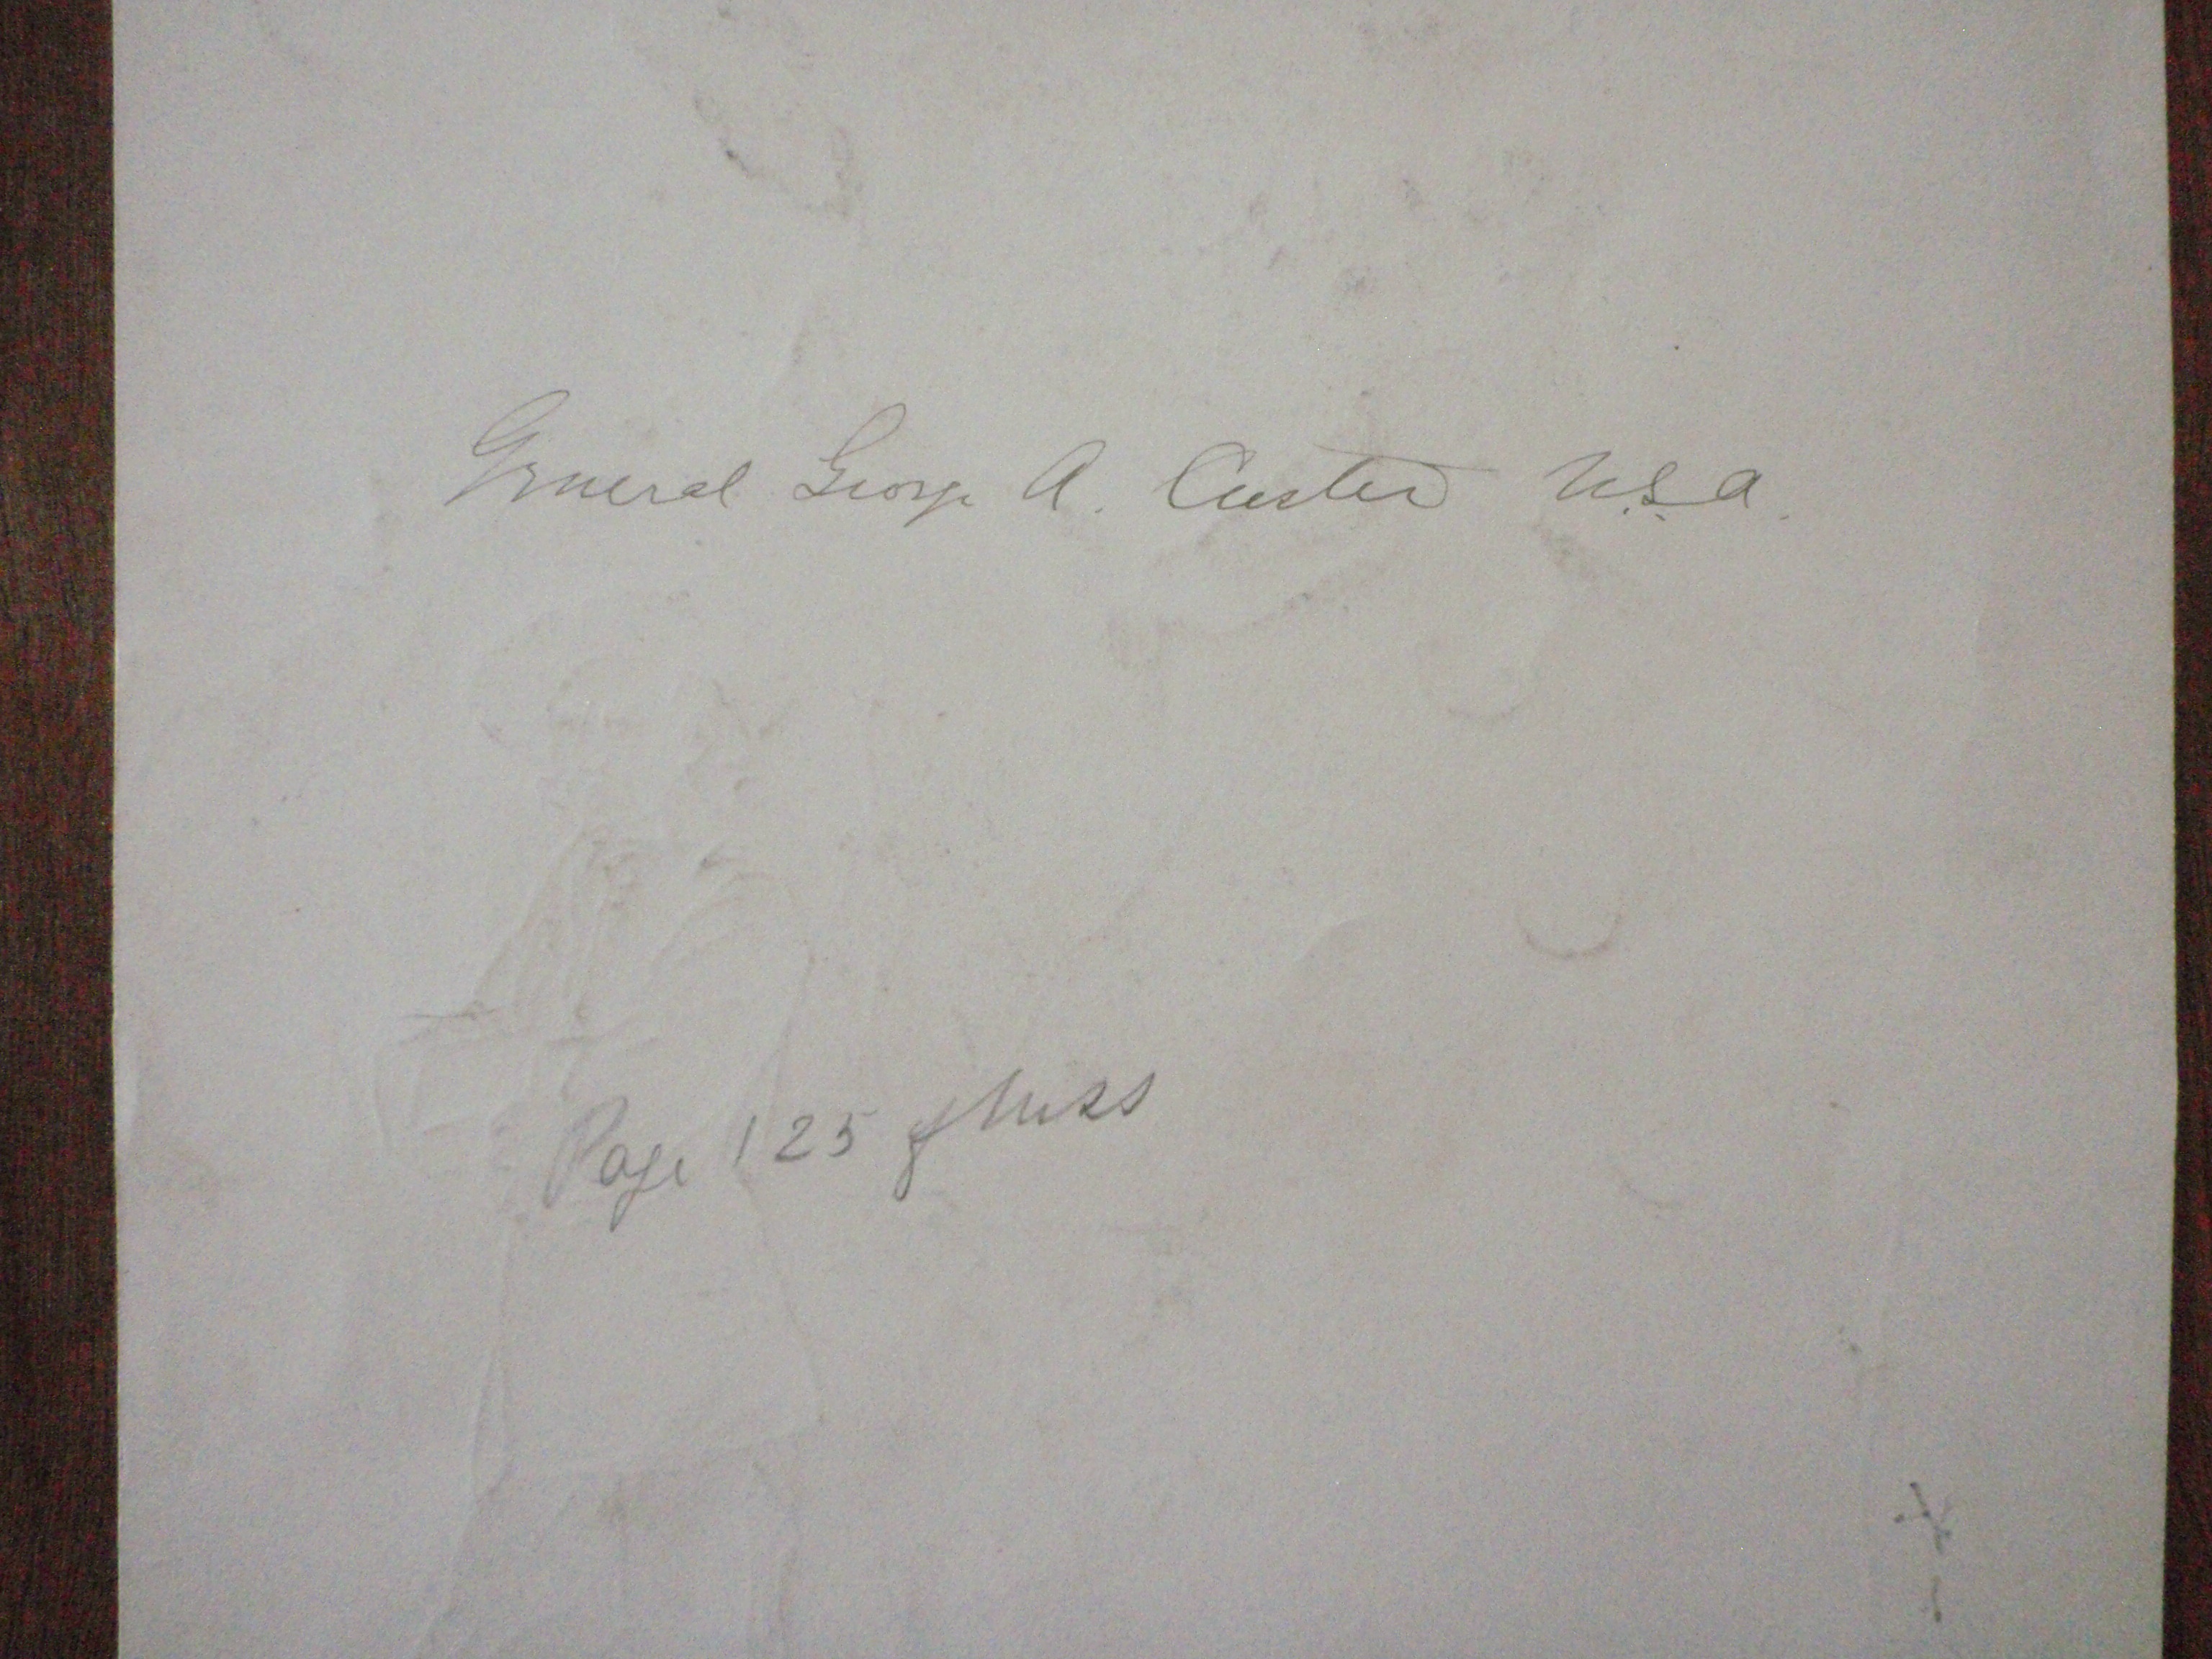 General George A. Custer U.S.A.
Page 125 of Mss